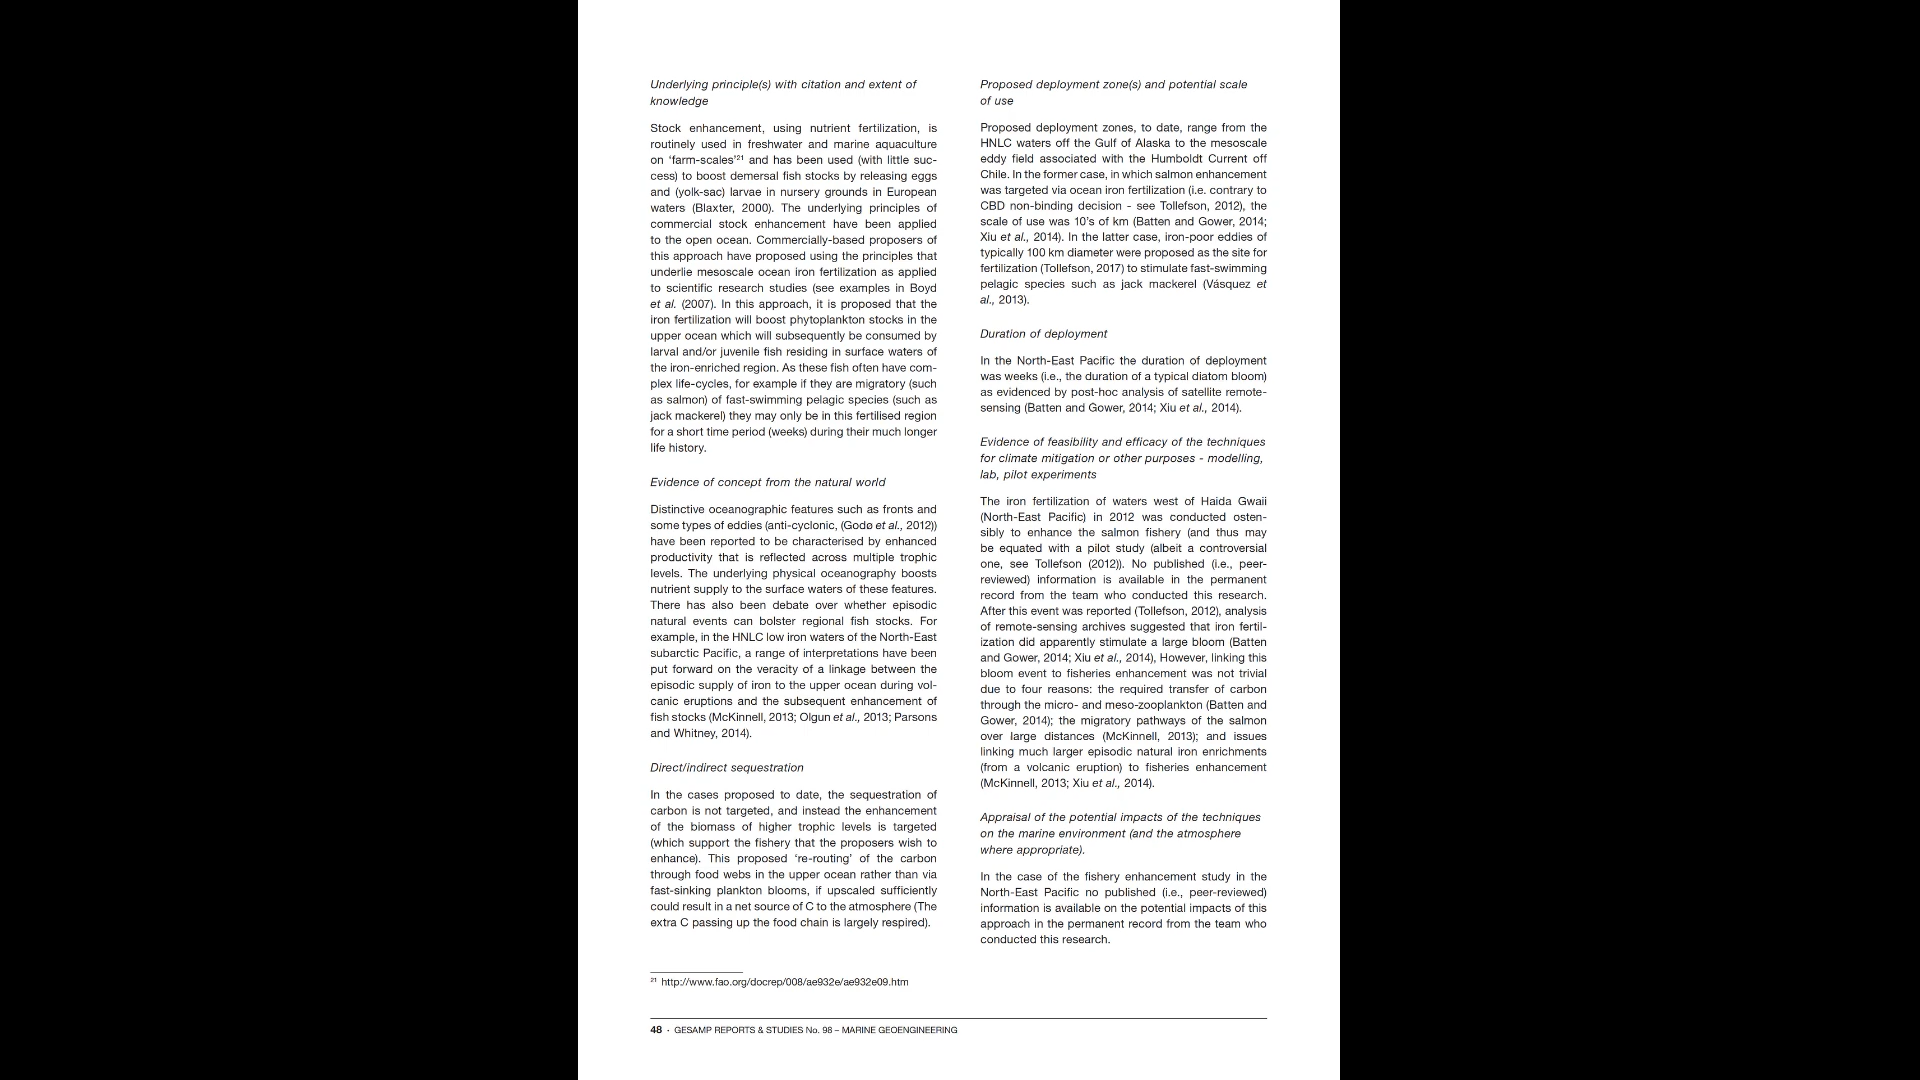 Underlying principle(s) with citation and extent of
knowledge
Stock enhancement, using nutrient fertilization, is
routinely used in freshwater and marine aquaculture
on ‘farm-scales’²¹ and has been used (with little suc-
cess) to boost demersal fish stocks by releasing eggs
and (yolk-sac) larvae in nursery grounds in European
waters (Blaxter, 2000). The underlying principles of
commercial stock enhancement have been applied
to the open ocean. Commercially-based proposers of
this approach have proposed using the principles that
underlie mesoscale ocean iron fertilization as applied
to scientific research studies (see examples in Boyd
et al. (2007). In this approach, it is proposed that the
iron fertilization will boost phytoplankton stocks in the
upper ocean which will subsequently be consumed by
larval and/or juvenile fish residing in surface waters of
the iron-enriched region. As these fish often have com-
plex life-cycles, for example if they are migratory (such
as salmon) of fast-swimming pelagic species (such as
jack mackerel) they may only be in this fertilised region
for a short time period (weeks) during their much longer
life history.
Evidence of concept from the natural world
Distinctive oceanographic features such as fronts and
some types of eddies (anti-cyclonic, (Godø et al., 2012))
have been reported to be characterised by enhanced
productivity that is reflected across multiple trophic
levels. The underlying physical oceanography boosts
nutrient supply to the surface waters of these features.
There has also been debate over whether episodic
natural events can bolster regional fish stocks. For
example, in the HNLC low iron waters of the North-East
subarctic Pacific, a range of interpretations have been
put forward on the veracity of a linkage between the
episodic supply of iron to the upper ocean during vol-
canic eruptions and the subsequent enhancement of
fish stocks (McKinnell, 2013; Olgun et al., 2013; Parsons
and Whitney, 2014).
Direct/indirect sequestration
In the cases proposed to date, the sequestration of
carbon is not targeted, and instead the enhancement
of the biomass of higher trophic levels is targeted
(which support the fishery that the proposers wish to
enhance). This proposed ‘re-routing’ of the carbon
through food webs in the upper ocean rather than via
fast-sinking plankton blooms, if upscaled sufficiently
could result in a net source of C to the atmosphere (The
extra C passing up the food chain is largely respired).
²¹ http://www.fao.org/docrep/008/ae932e/ae932e09.htm
Proposed deployment zone(s) and potential scale
of use
Proposed deployment zones, to date, range from the
HNLC waters off the Gulf of Alaska to the mesoscale
eddy field associated with the Humboldt Current off
Chile. In the former case, in which salmon enhancement
was targeted via ocean iron fertilization (i.e. contrary to
CBD non-binding decision - see Tollefson, 2012), the
scale of use was 10’s of km (Batten and Gower, 2014;
Xiu et al., 2014). In the latter case, iron-poor eddies of
typically 100 km diameter were proposed as the site for
fertilization (Tollefson, 2017) to stimulate fast-swimming
pelagic species such as jack mackerel (Vásquez et
al., 2013).
Duration of deployment
In the North-East Pacific the duration of deployment
was weeks (i.e., the duration of a typical diatom bloom)
as evidenced by post-hoc analysis of satellite remote-
sensing (Batten and Gower, 2014; Xiu et al., 2014).
Evidence of feasibility and efficacy of the techniques
for climate mitigation or other purposes - modelling,
lab, pilot experiments
The iron fertilization of waters west of Haida Gwaii
(North-East Pacific) in 2012 was conducted osten-
sibly to enhance the salmon fishery (and thus may
be equated with a pilot study (albeit a controversial
one, see Tollefson (2012)). No published (i.e., peer-
reviewed) information is available in the permanent
record from the team who conducted this research.
After this event was reported (Tollefson, 2012), analysis
of remote-sensing archives suggested that iron fertil-
ization did apparently stimulate a large bloom (Batten
and Gower, 2014; Xiu et al., 2014), However, linking this
bloom event to fisheries enhancement was not trivial
due to four reasons: the required transfer of carbon
through the micro- and meso-zooplankton (Batten and
Gower, 2014); the migratory pathways of the salmon
over large distances (McKinnell, 2013); and issues
linking much larger episodic natural iron enrichments
(from a volcanic eruption) to fisheries enhancement
(McKinnell, 2013; Xiu et al., 2014).
Appraisal of the potential impacts of the techniques
on the marine environment (and the atmosphere
where appropriate).
In the case of the fishery enhancement study in the
North-East Pacific no published (i.e., peer-reviewed)
information is available on the potential impacts of this
approach in the permanent record from the team who
conducted this research.
48 · GESAMP REPORTS & STUDIES No. 98 – MARINE GEOENGINEERING